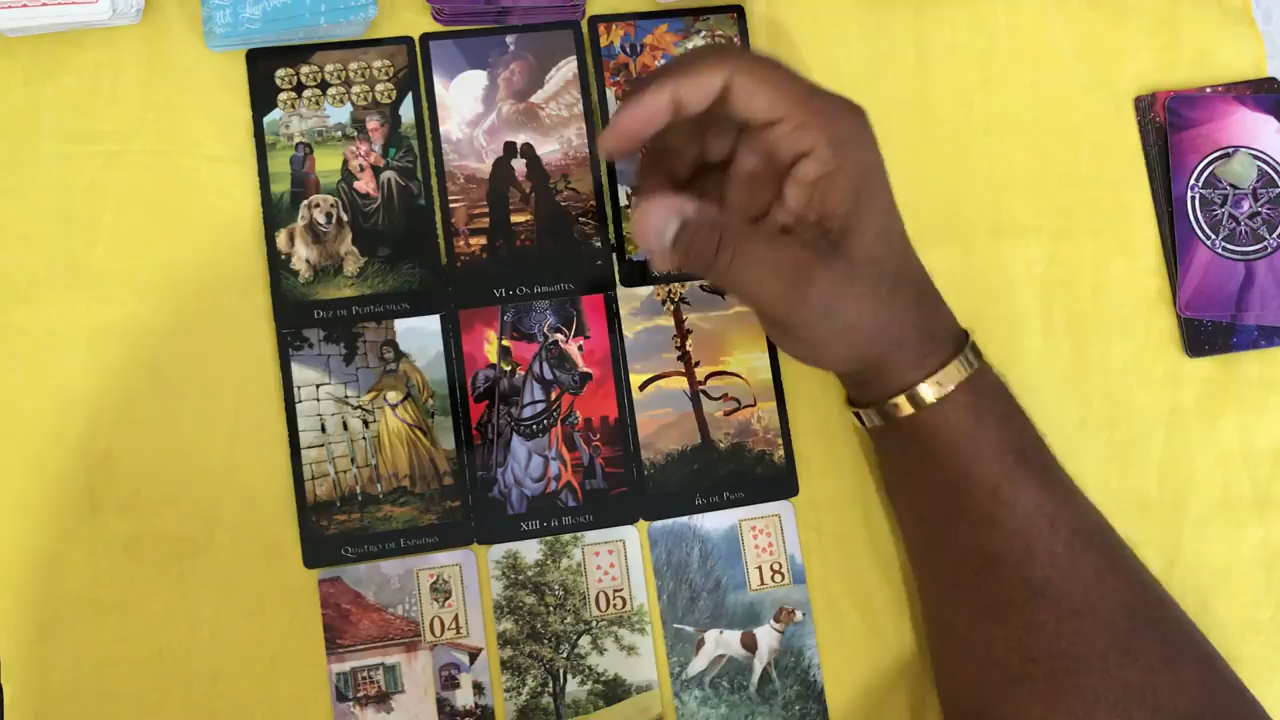 DEZ DE PENTÁCULOS
VI • OS AMANTES
QUATRO DE ESPADAS
XIII • A MORTE
ÁS DE PAUS
04
05
18